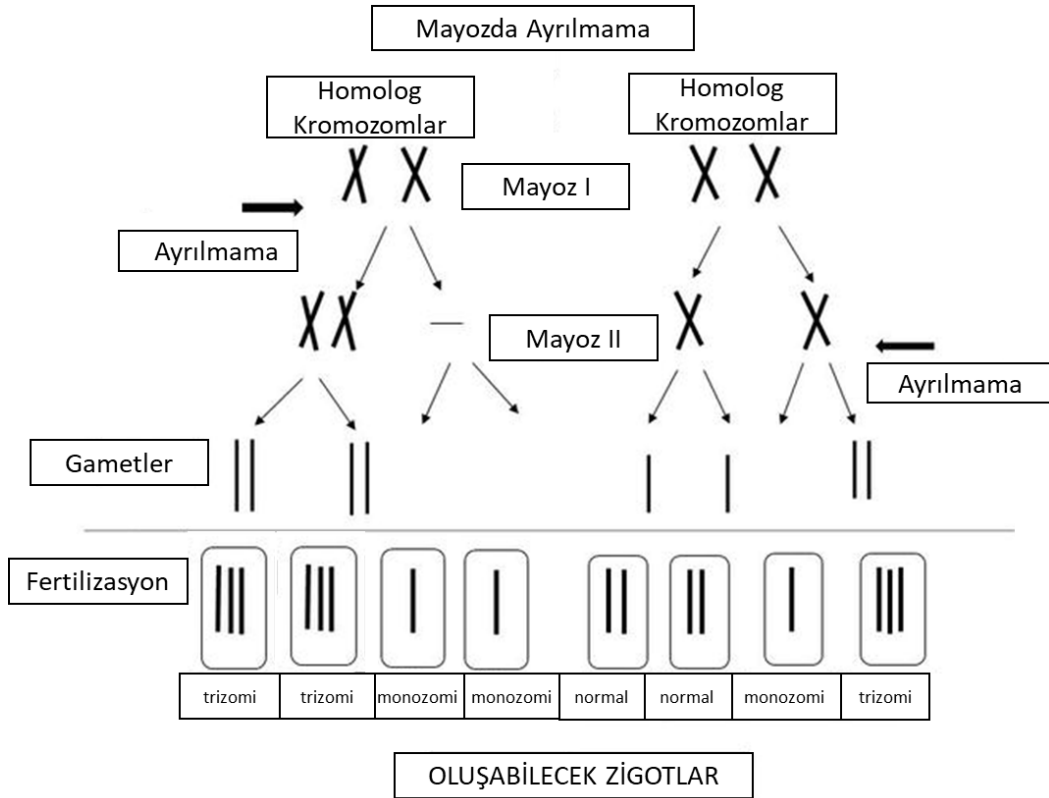 Mayozda Ayrılmama
Homolog
Kromozomlar
Homolog
Kromozomlar
Mayoz I
Ayrılmama
Mayoz II
Ayrılmama
Gametler
Fertilizasyon
trizomi
trizomi
monozomi
monozomi
normal
normal
monozomi
trizomi
OLUŞABİLECEK ZİGOTLAR